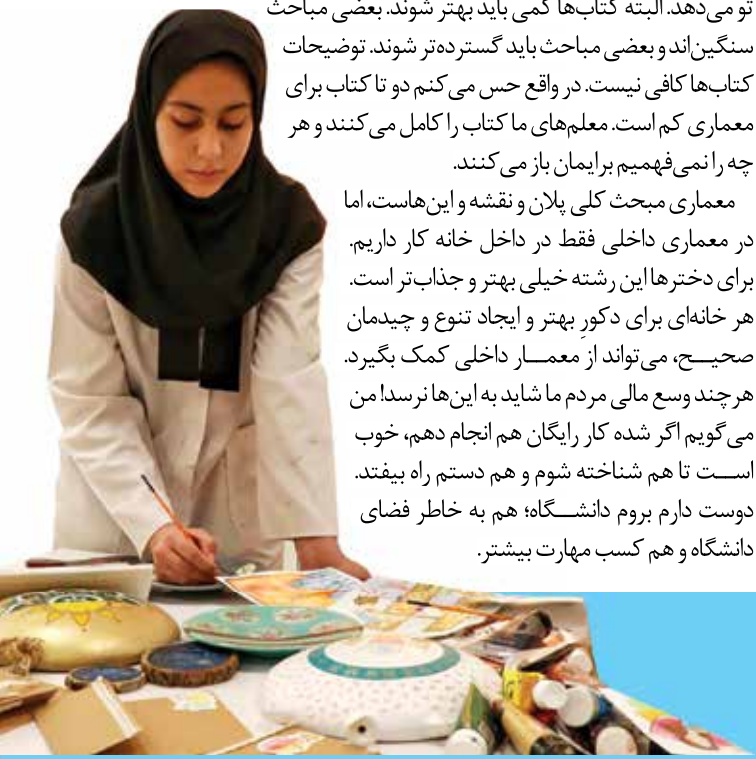 تو می‌دهد. البته کتاب‌ها کمی باید بهتر شوند. بعضی مباحث
سنگین‌اند و بعضی مباحث باید گسترده‌تر شوند. توضیحات
کتاب‌ها کافی نیست. در واقع حس می‌کنم دو تا کتاب برای
معماری کم است. معلم‌های ما کتاب را کامل می‌کنند و هر
چه را نمی‌فهمیم برایمان باز می‌کنند.
معماری مبحث کلی پلان و نقشه و این‌هاست، اما
در معماری داخلی فقط در داخل خانه کار داریم.
برای دخترها این رشته خیلی بهتر و جذاب‌تر است.
هر خانه‌ای برای دکورِ بهتر و ایجاد تنوع و چیدمان
صحیـــح، می‌تواند از معمـــار داخلی کمک بگیرد.
هرچند وسع مالی مردم ما شاید به این‌ها نرسد! من
می‌گویم اگر شده کار رایگان هم انجام دهم، خوب
اســـت تا هم شناخته شوم و هم دستم راه بیفتد.
دوست دارم بروم دانشـــگاه؛ هم به خاطر فضای
دانشگاه و هم کسب مهارت بیشتر.